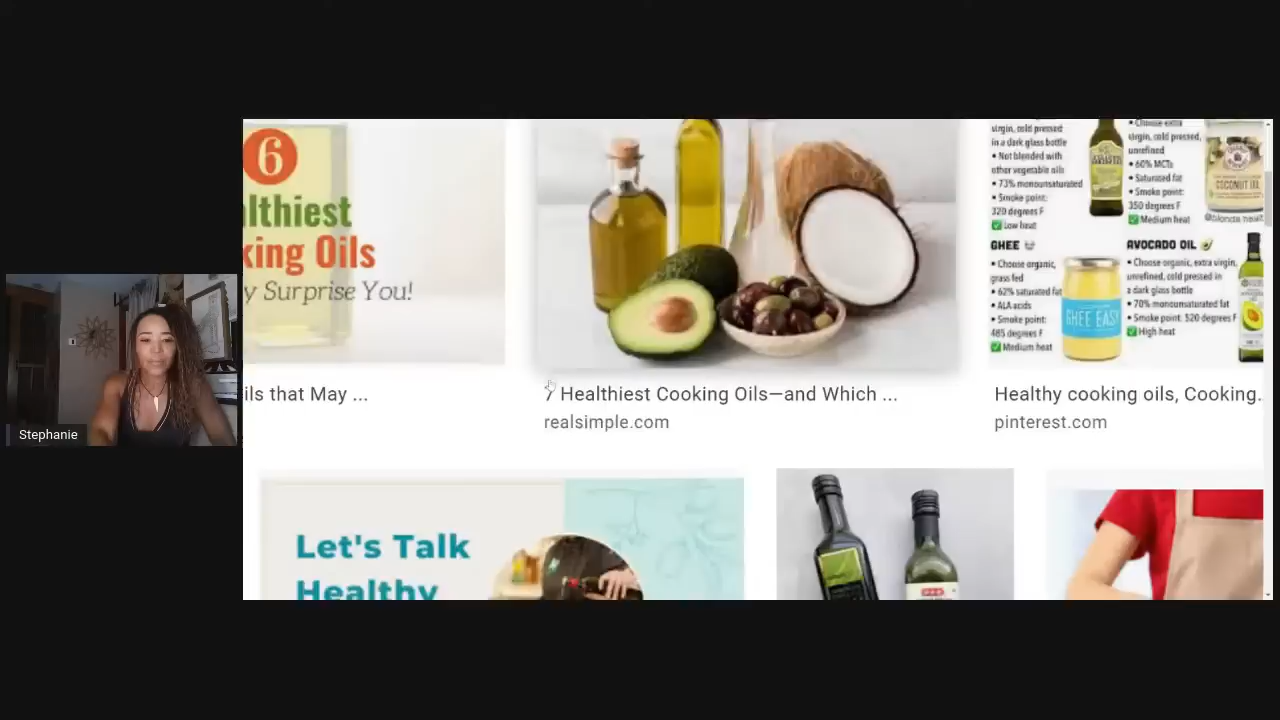 6
althiest
king Oils
y Surprise You!
ils that May ...
7 Healthiest Cooking Oils—and Which ...
realsimple.com
virgin, cold pressed
in a dark glass bottle
• Not blended with
other vegetable oils
• 73% monounsaturated
• Smoke point:
320 degrees F
✅ Low heat
• Choose extra
virgin, cold pressed,
unrefined
• 60% MCTs
• Saturated fat
• Smoke point:
350 degrees F
✅ Medium heat
COCONUT OIL
GHEE
• Choose organic,
grass fed
• 62% saturated fat
• ALA acids
• Smoke point:
485 degrees F
✅ Medium heat
GHEE EASY
AVOCADO OIL 🥑
• Choose organic, extra virgin,
unrefined, cold pressed in
a dark glass bottle
• 70% monounsaturated fat
• Smoke point: 520 degrees F
✅ High heat
Healthy cooking oils, Cooking...
pinterest.com
Let's Talk
Healthy
Stephanie